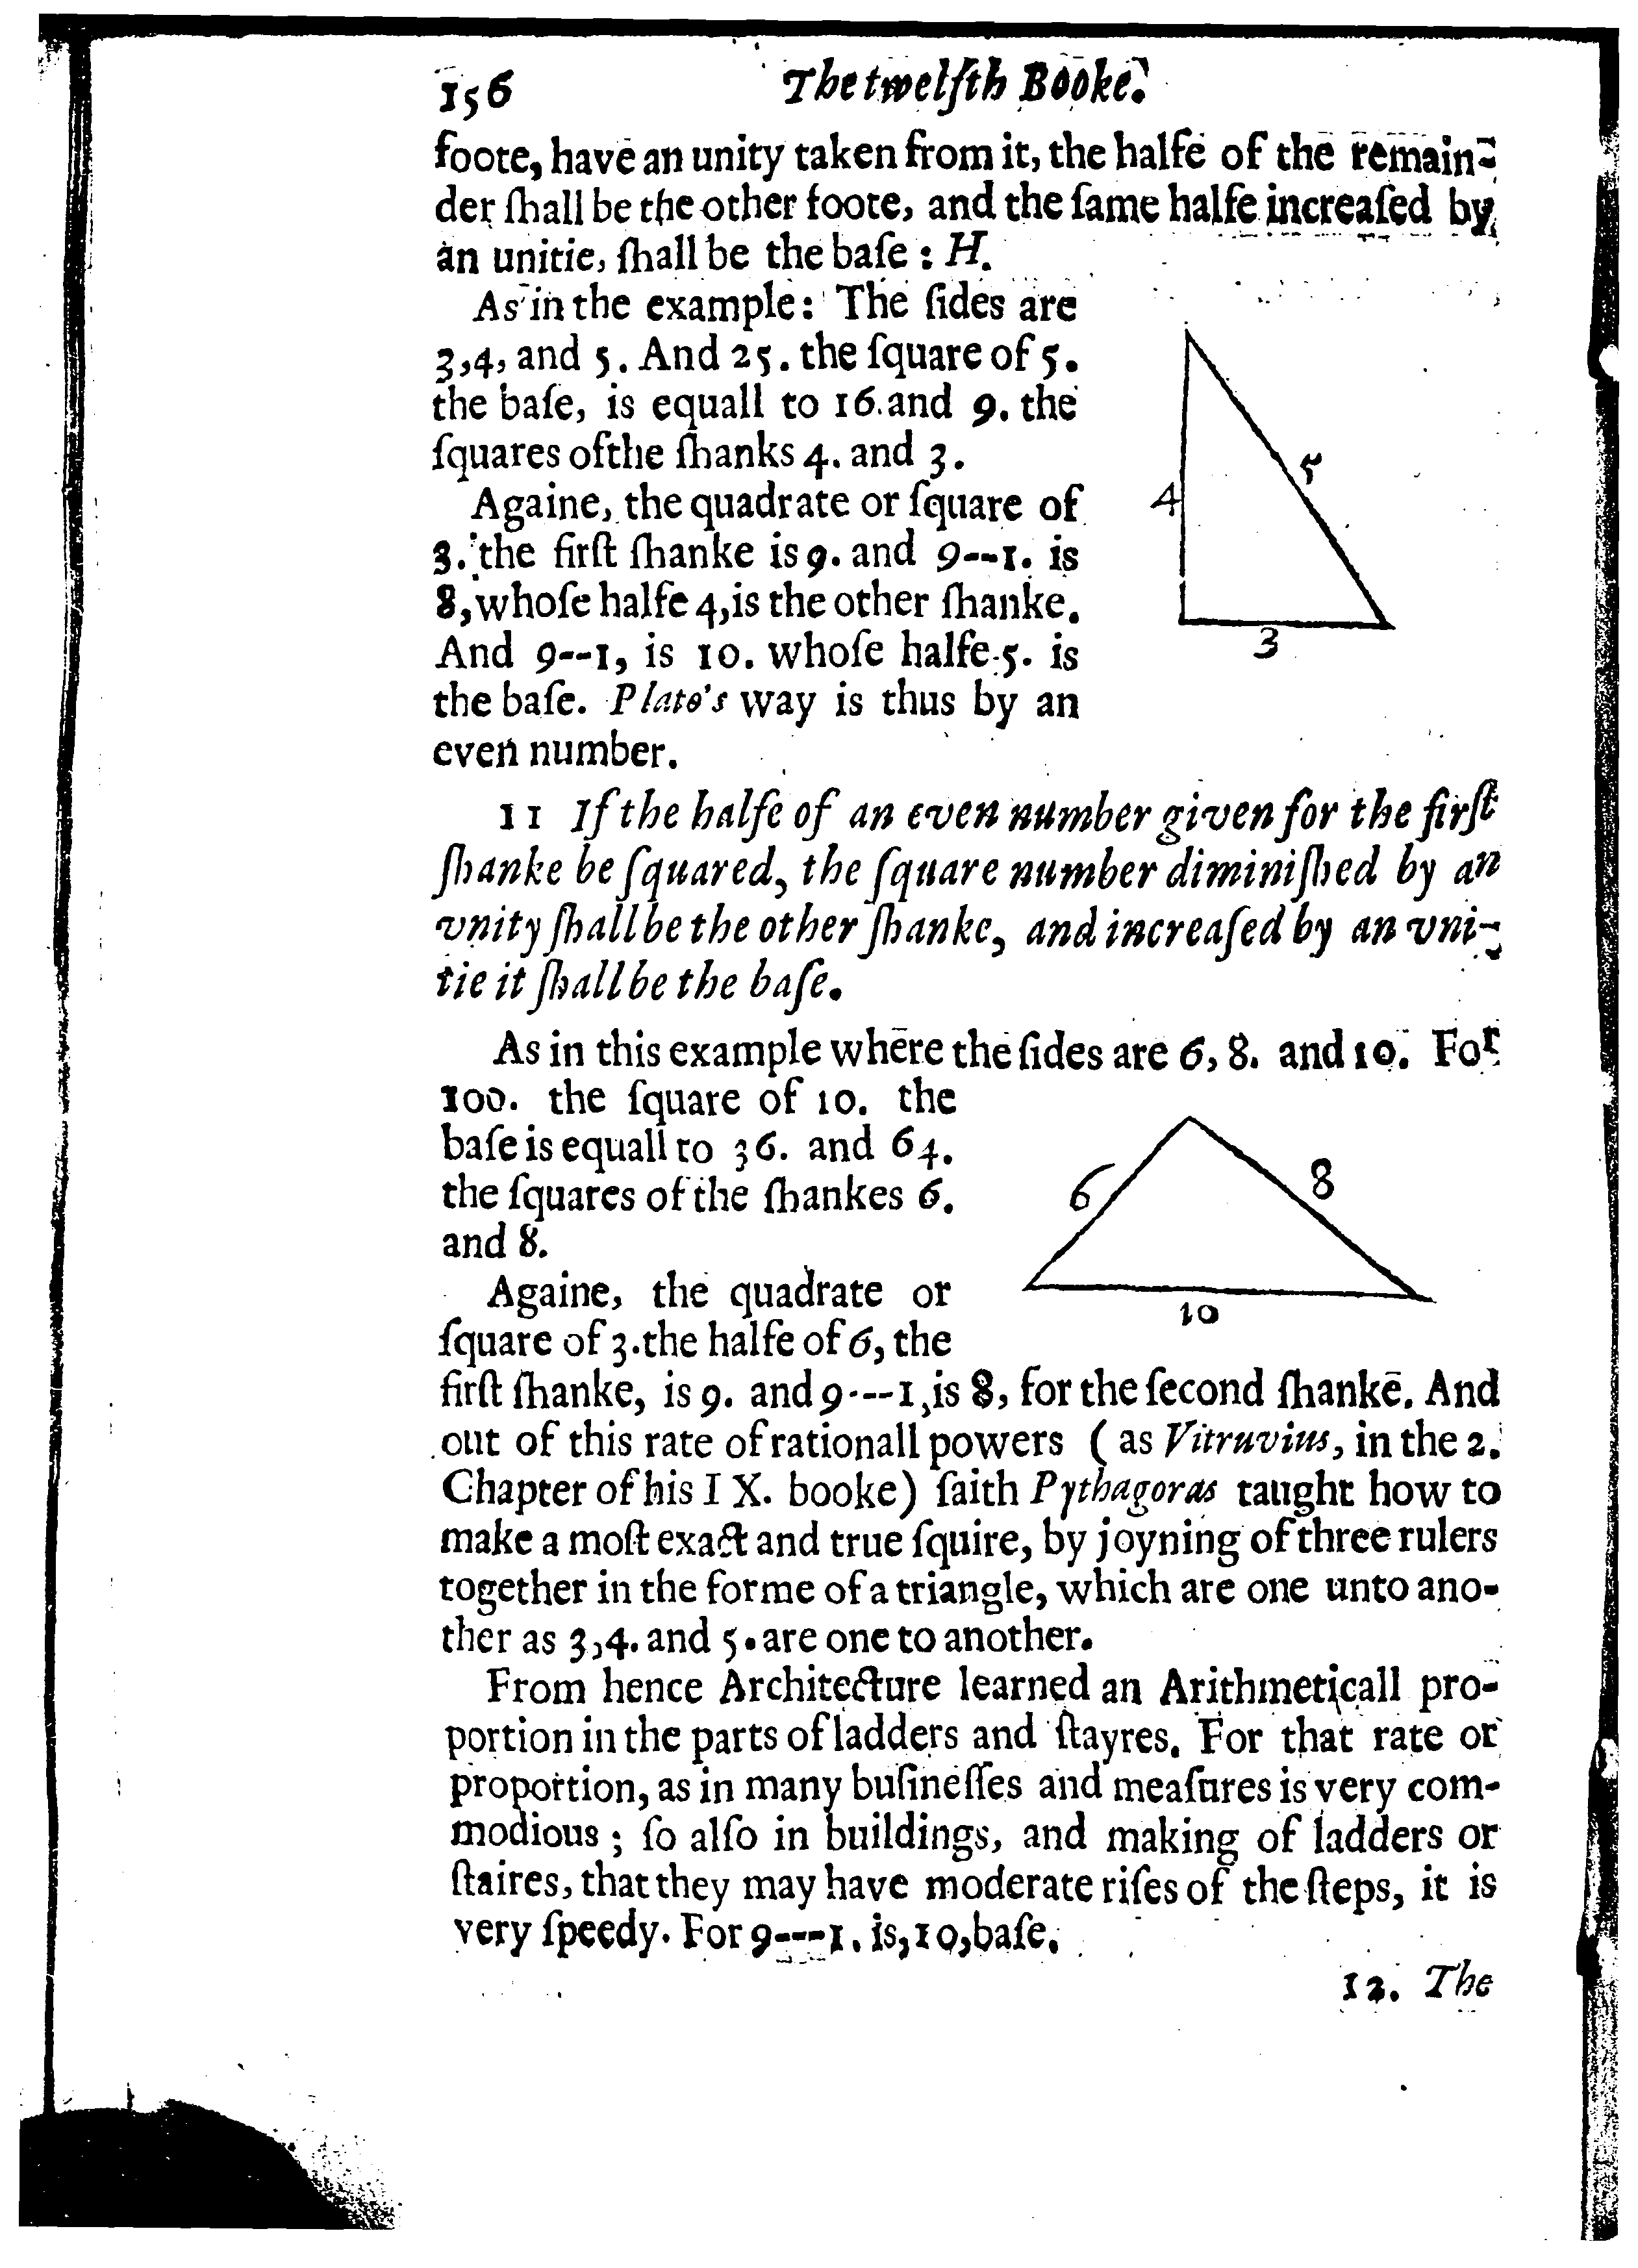 156 The twelfth Booke.
foote, have an unity taken from it, the halfe of the remain-
der ſhall be the other foote, and the ſame halfe increaſed by
an unitie, ſhall be the baſe : H.
As in the example: The ſides are
3,4, and 5. And 25. the ſquare of 5.
the baſe, is equall to 16. and 9. the
ſquares of the ſhanks 4. and 3.
Againe, the quadrate or ſquare of
3. the firſt ſhanke is 9. and 9--1. is
8, whoſe halfe 4, is the other ſhanke.
And 9--1, is 10. whoſe halfe 5. is
the baſe. Plato's way is thus by an
even number.
4
5
3
11 If the halfe of an even number given for the firſt
ſhanke be ſquared, the ſquare number diminiſhed by an
vnity ſhall be the other ſhanke, and increaſed by an vni-
tie it ſhall be the baſe.
As in this example where the ſides are 6, 8. and 10. For
100. the ſquare of 10. the
baſe is equall to 36. and 64.
the ſquares of the ſhankes 6.
and 8.
6
8
10
Againe, the quadrate or
ſquare of 3. the halfe of 6, the
firſt ſhanke, is 9. and 9---1, is 8, for the ſecond ſhanke. And
out of this rate of rationall powers ( as Vitruvius, in the 2.
Chapter of his I X. booke) ſaith Pythagoras taught how to
make a moſt exact and true ſquire, by joyning of three rulers
together in the forme of a triangle, which are one unto ano-
ther as 3,4. and 5. are one to another.
From hence Architecture learned an Arithmeticall pro-
portion in the parts of ladders and ſtayres. For that rate or
proportion, as in many buſineſſes and meaſures is very com-
modious ; ſo alſo in buildings, and making of ladders or
ſtaires, that they may have moderate riſes of the ſteps, it is
very ſpeedy. For 9---1. is, 10, baſe.
12. The